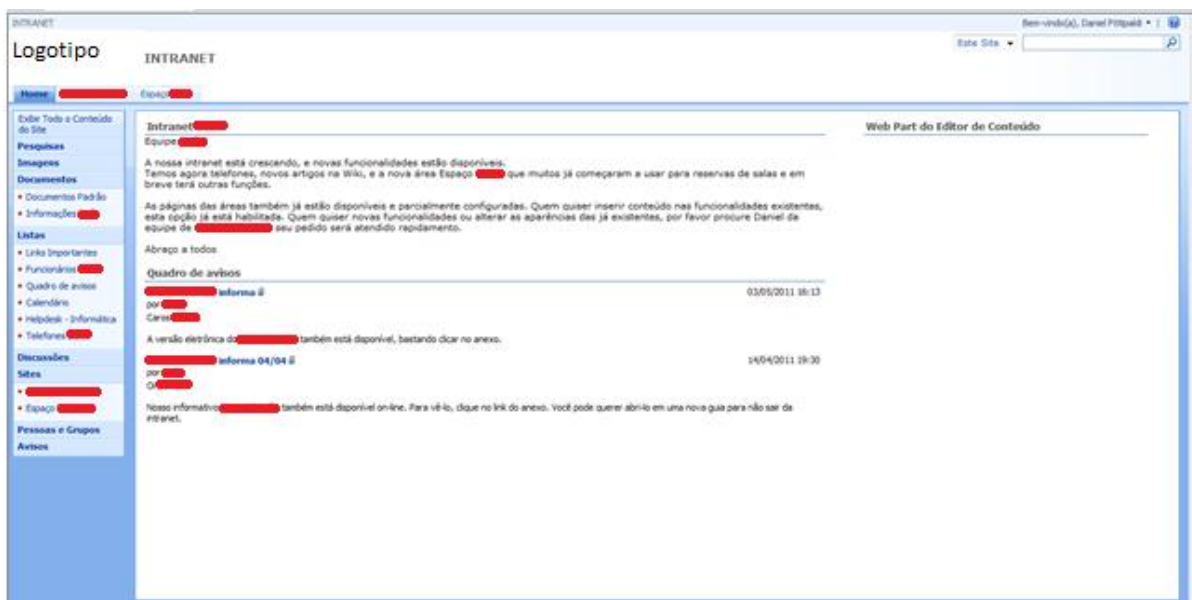 INTRANET
Bem-vindo(a), Daniel Pittpaldi
Logotipo
INTRANET
Este Site
Home
Espaço
Exibir Todo o Conteúdo
do Site
Pesquisas
Imagens
Documentos
Documentos Padrão
Informações
Listas
Links Importantes
Funcionários
Quadro de avisos
Calendário
Helpdesk - Informática
Telefones
Discussões
Sites
Espaço
Pessoas e Grupos
Avisos
Intranet
Equipe
A nossa intranet está crescendo, e novas funcionalidades estão disponíveis.
Temos agora telefones, novos artigos na Wiki, e a nova área Espaço que muitos já começaram a usar para reservas de salas e em
breve terá outras funções.
As páginas das áreas também já estão disponíveis e parcialmente configuradas. Quem quiser inserir conteúdo nas funcionalidades existentes,
esta opção já está habilitada. Quem quiser novas funcionalidades ou alterar as aparências das já existentes, por favor procure Daniel da
equipe de seu pedido será atendido rapidamento.
Abraço a todos
Quadro de avisos
informa
03/05/2011 16:13
por
Caros
A versão eletrônica do também está disponível, bastando clicar no anexo.
informa 04/04
14/04/2011 19:30
por
Nosso informativo também está disponível on-line. Para vê-lo, clique no link do anexo. Você pode querer abri-lo em uma nova guia para não sair da
intranet.
Web Part do Editor de Conteúdo